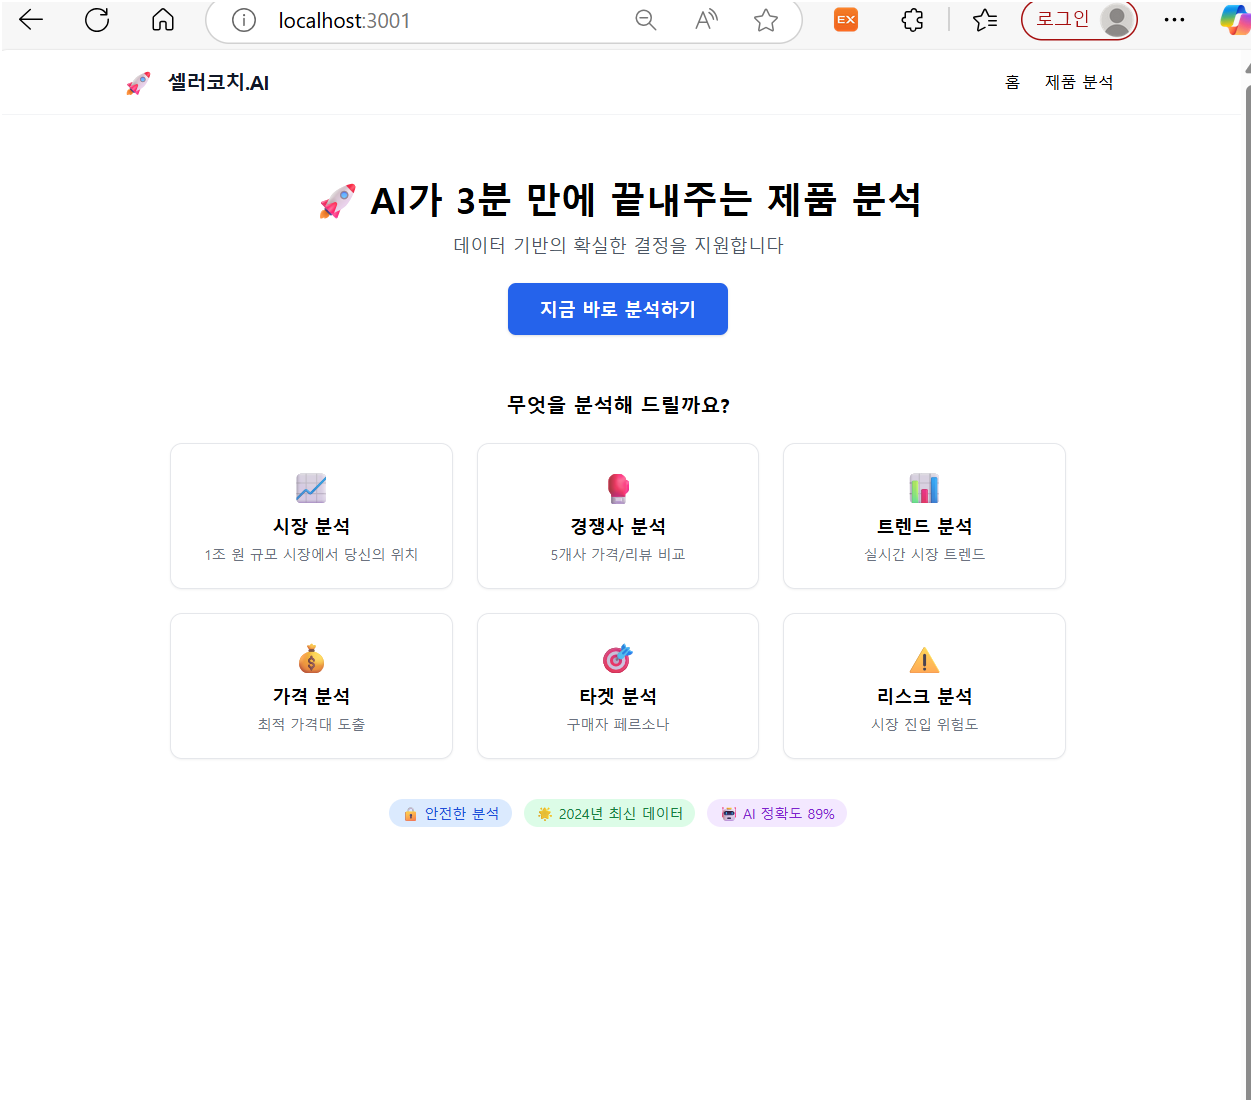 localhost:3001
EX
로그인
셀러코치.AI
홈 제품 분석
AI가 3분 만에 끝내주는 제품 분석
데이터 기반의 확실한 결정을 지원합니다
지금 바로 분석하기
무엇을 분석해 드릴까요?
시장 분석
1조 원 규모 시장에서 당신의 위치
경쟁사 분석
5개사 가격/리뷰 비교
트렌드 분석
실시간 시장 트렌드
가격 분석
최적 가격대 도출
타겟 분석
구매자 페르소나
리스크 분석
시장 진입 위험도
안전한 분석
2024년 최신 데이터
AI 정확도 89%